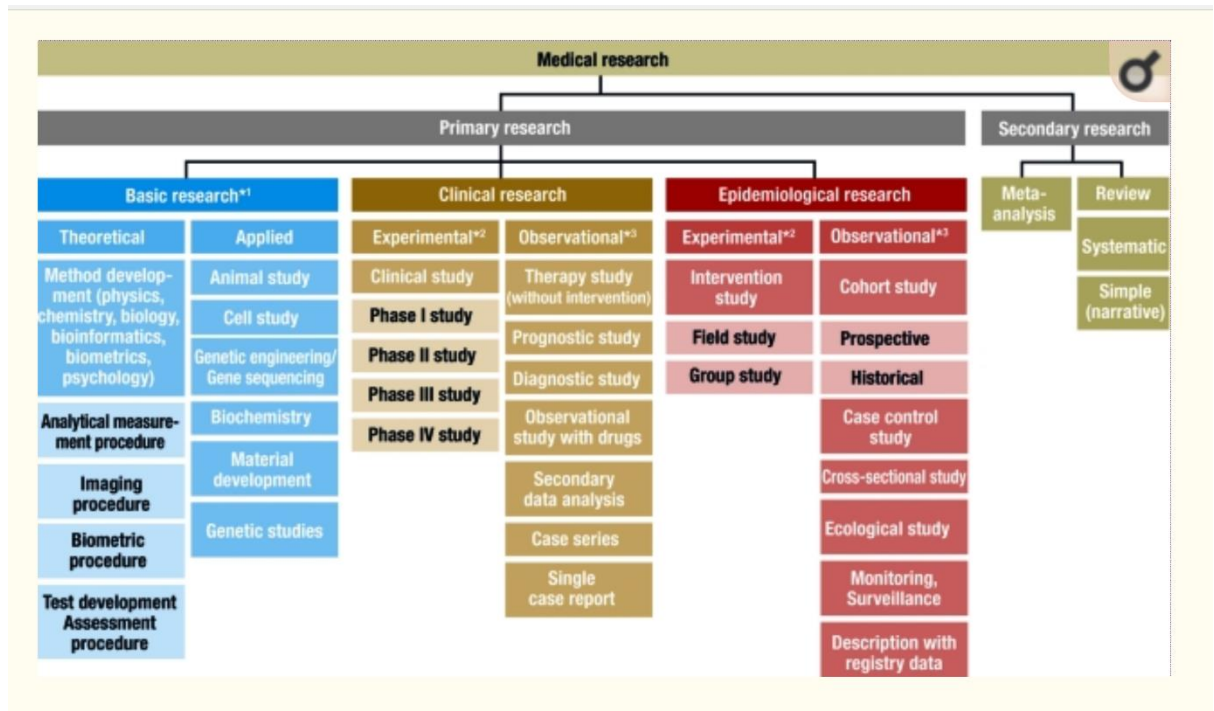 Medical research
Primary research
Secondary research
Basic research*1
Clinical research
Epidemiological research
Meta-
analysis
Review
Systematic
Simple
(narrative)
Theoretical
Method develop-
ment (physics,
chemistry, biology,
bioinformatics,
biometrics,
psychology)
Analytical measure-
ment procedure
Imaging
procedure
Biometric
procedure
Test development
Assessment
procedure
Applied
Animal study
Cell study
Genetic engineering/
Gene sequencing
Biochemistry
Material
development
Genetic studies
Experimental*2
Clinical study
Phase I study
Phase II study
Phase III study
Phase IV study
Observational*3
Therapy study
(without intervention)
Prognostic study
Diagnostic study
Observational
study with drugs
Secondary
data analysis
Case series
Single
case report
Experimental*2
Intervention
study
Field study
Group study
Observational*3
Cohort study
Prospective
Historical
Case control
study
Cross-sectional study
Ecological study
Monitoring,
Surveillance
Description with
registry data